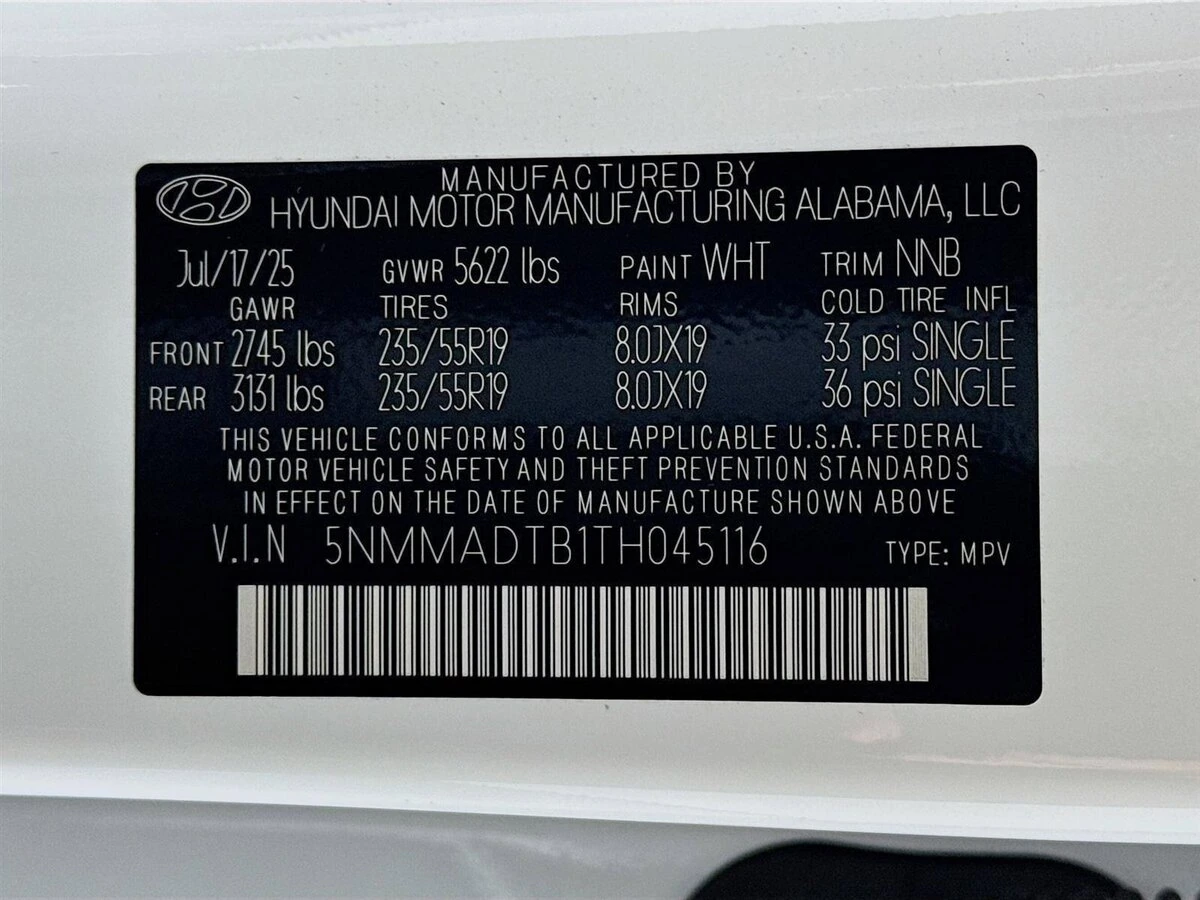 MANUFACTURED BY
HYUNDAI MOTOR MANUFACTURING ALABAMA, LLC
Jul/17/25 GVWR 5622 lbs PAINT WHT TRIM NNB
GAWR TIRES RIMS COLD TIRE INFL
FRONT 2745 lbs 235/55R19 8.0JX19 33 psi SINGLE
REAR 3131 lbs 235/55R19 8.0JX19 36 psi SINGLE
THIS VEHICLE CONFORMS TO ALL APPLICABLE U.S.A. FEDERAL
MOTOR VEHICLE SAFETY AND THEFT PREVENTION STANDARDS
IN EFFECT ON THE DATE OF MANUFACTURE SHOWN ABOVE
V.I.N 5NMMADTB1TH045116 TYPE: MPV